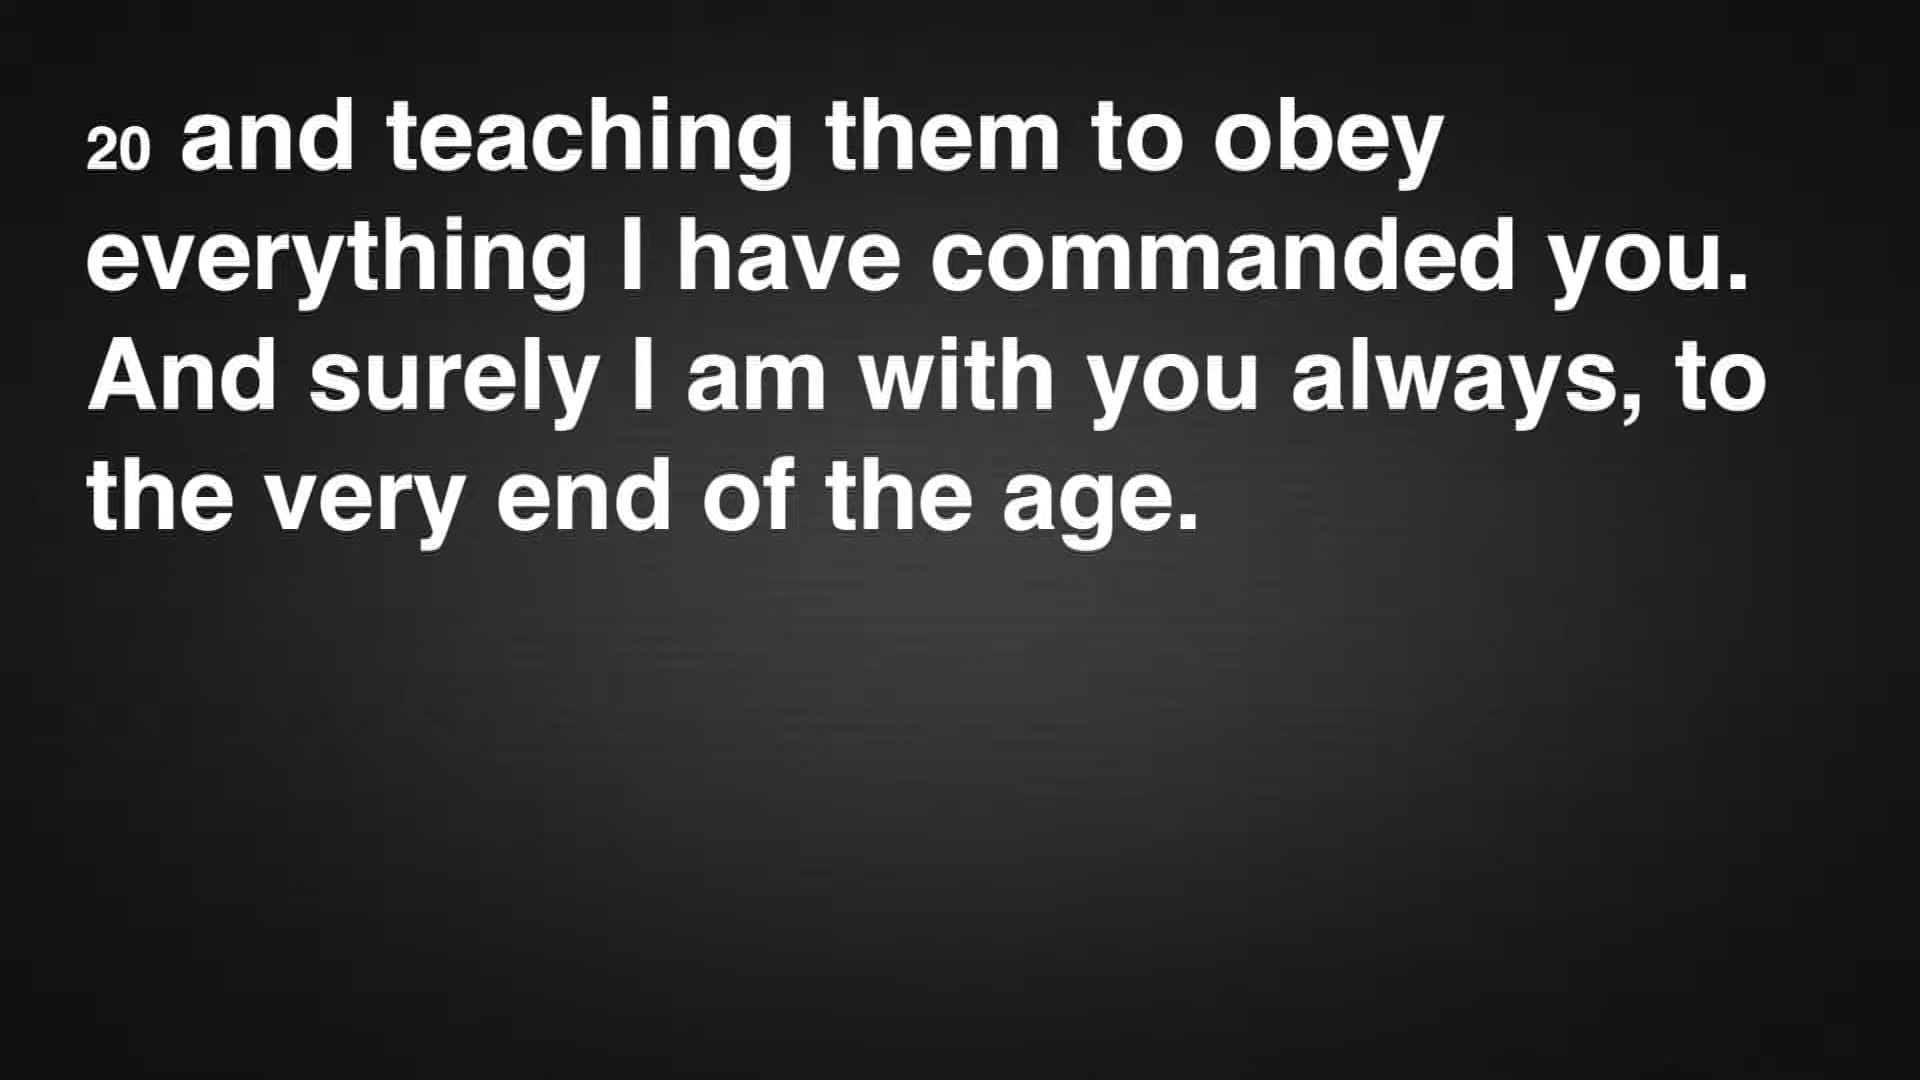 20 and teaching them to obey
everything I have commanded you.
And surely I am with you always, to
the very end of the age.